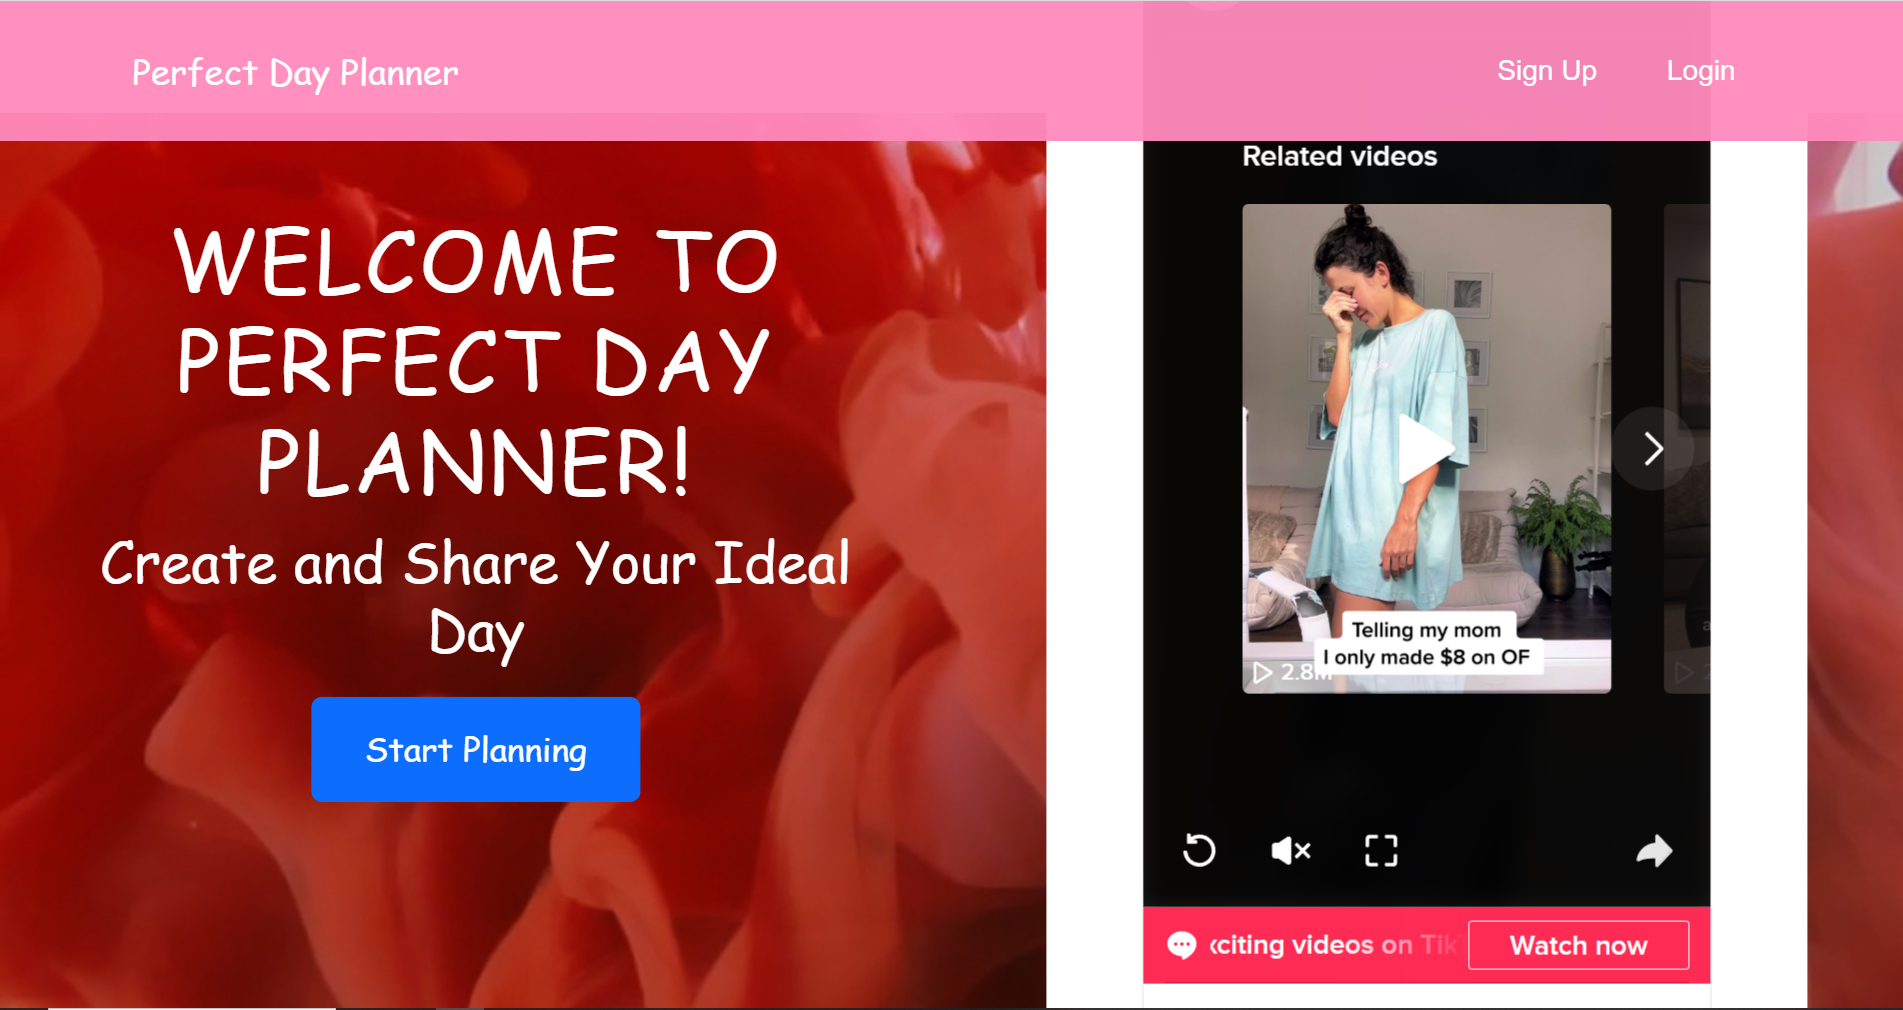 Perfect Day Planner
Sign Up
Login
WELCOME TO
PERFECT DAY
PLANNER!
Create and Share Your Ideal
Day
Start Planning
Related videos
Telling my mom
I only made $8 on OF
2.8M
citing videos on Tik
Watch now